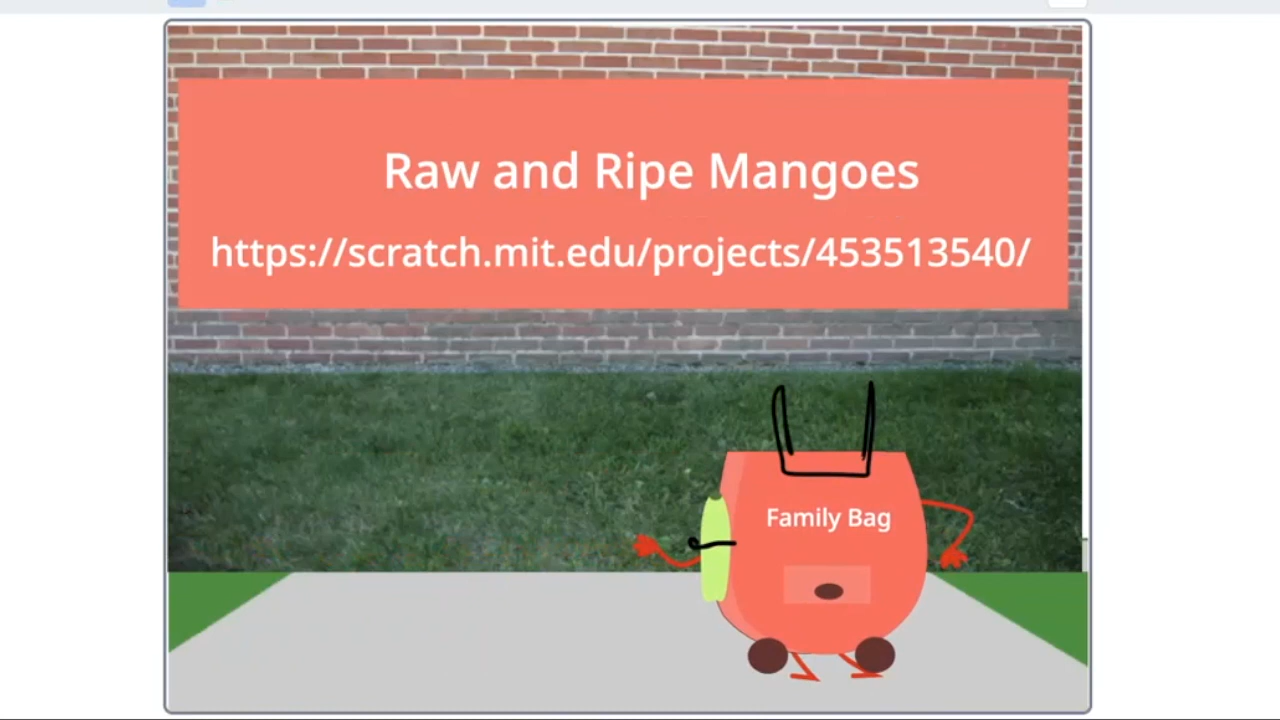 Raw and Ripe Mangoes
https://scratch.mit.edu/projects/453513540/
Family Bag